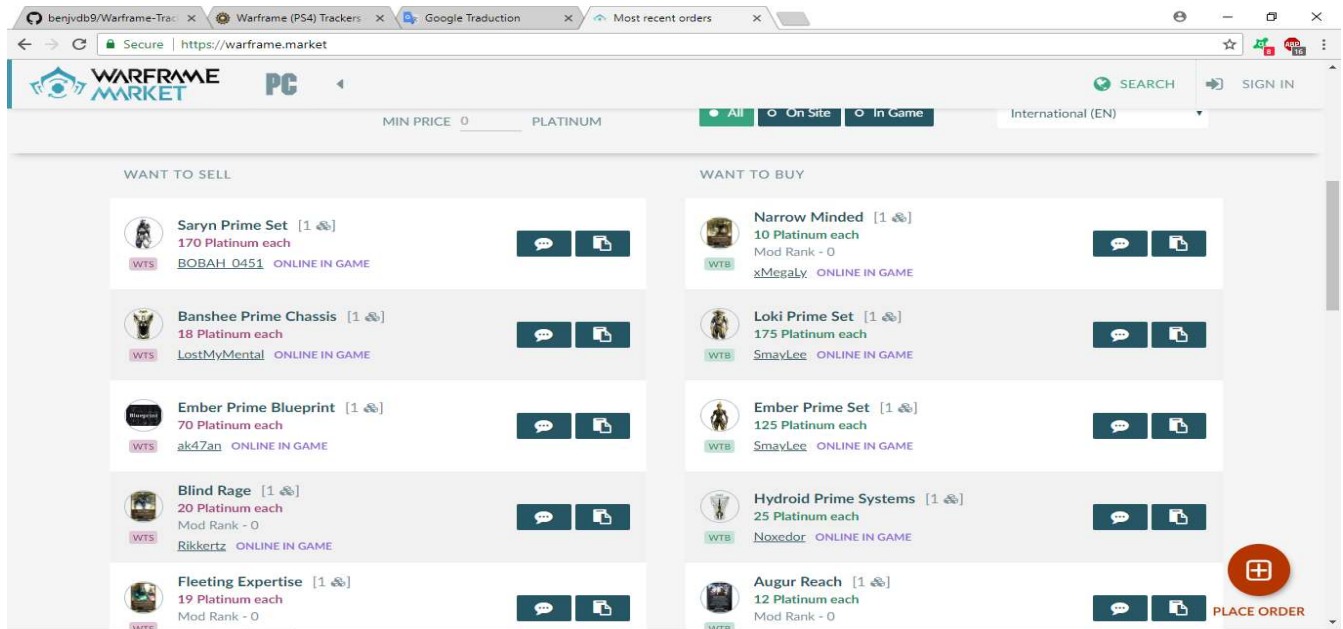 benjvdb9/Warframe-Trac
Warframe (PS4) Trackers
Google Traduction
Most recent orders
Secure | https://warframe.market
ABP
8
16
WARFRAME
MARKET
PC
SEARCH
SIGN IN
MIN PRICE 0 PLATINUM
All
On Site
In Game
International (EN)
WANT TO SELL
Saryn Prime Set [1]
170 Platinum each
WTS
BOBAH_0451 ONLINE IN GAME
Banshee Prime Chassis [1]
18 Platinum each
WTS
LostMyMental ONLINE IN GAME
Blueprint
Ember Prime Blueprint [1]
70 Platinum each
WTS
ak47an ONLINE IN GAME
Blind Rage [1]
20 Platinum each
Mod Rank - 0
WTS
Rikkertz ONLINE IN GAME
Fleeting Expertise [1]
19 Platinum each
Mod Rank - 0
WTS
WANT TO BUY
Narrow Minded [1]
10 Platinum each
Mod Rank - 0
WTB
xMegaLy ONLINE IN GAME
Loki Prime Set [1]
175 Platinum each
WTB
SmayLee ONLINE IN GAME
Ember Prime Set [1]
125 Platinum each
WTB
SmayLee ONLINE IN GAME
Hydroid Prime Systems [1]
25 Platinum each
WTB
Noxedor ONLINE IN GAME
Augur Reach [1]
12 Platinum each
Mod Rank - 0
WTB
PLACE ORDER